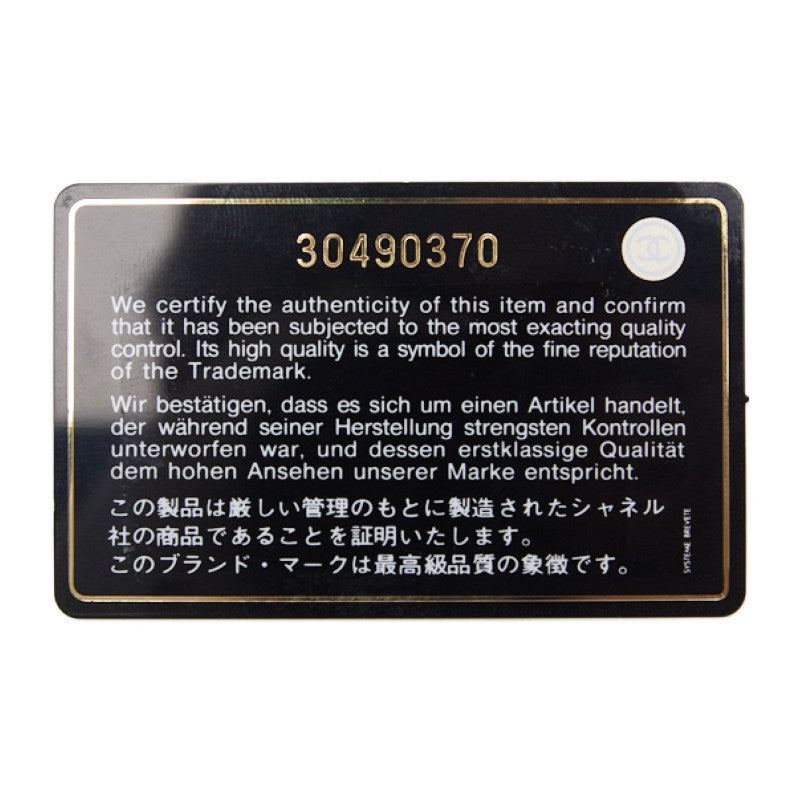 30490370
We certify the authenticity of this item and confirm
that it has been subjected to the most exacting quality
control. Its high quality is a symbol of the fine reputation
of the Trademark.
Wir bestätigen, dass es sich um einen Artikel handelt,
der während seiner Herstellung strengsten Kontrollen
unterworfen war, und dessen erstklassige Qualität
dem hohen Ansehen unserer Marke entspricht.
この製品は厳しい管理のもとに製造されたシャネル
社の商品であることを証明いたします。
このブランド・マークは最高級品質の象徴です。
SYSTEME BREVETE